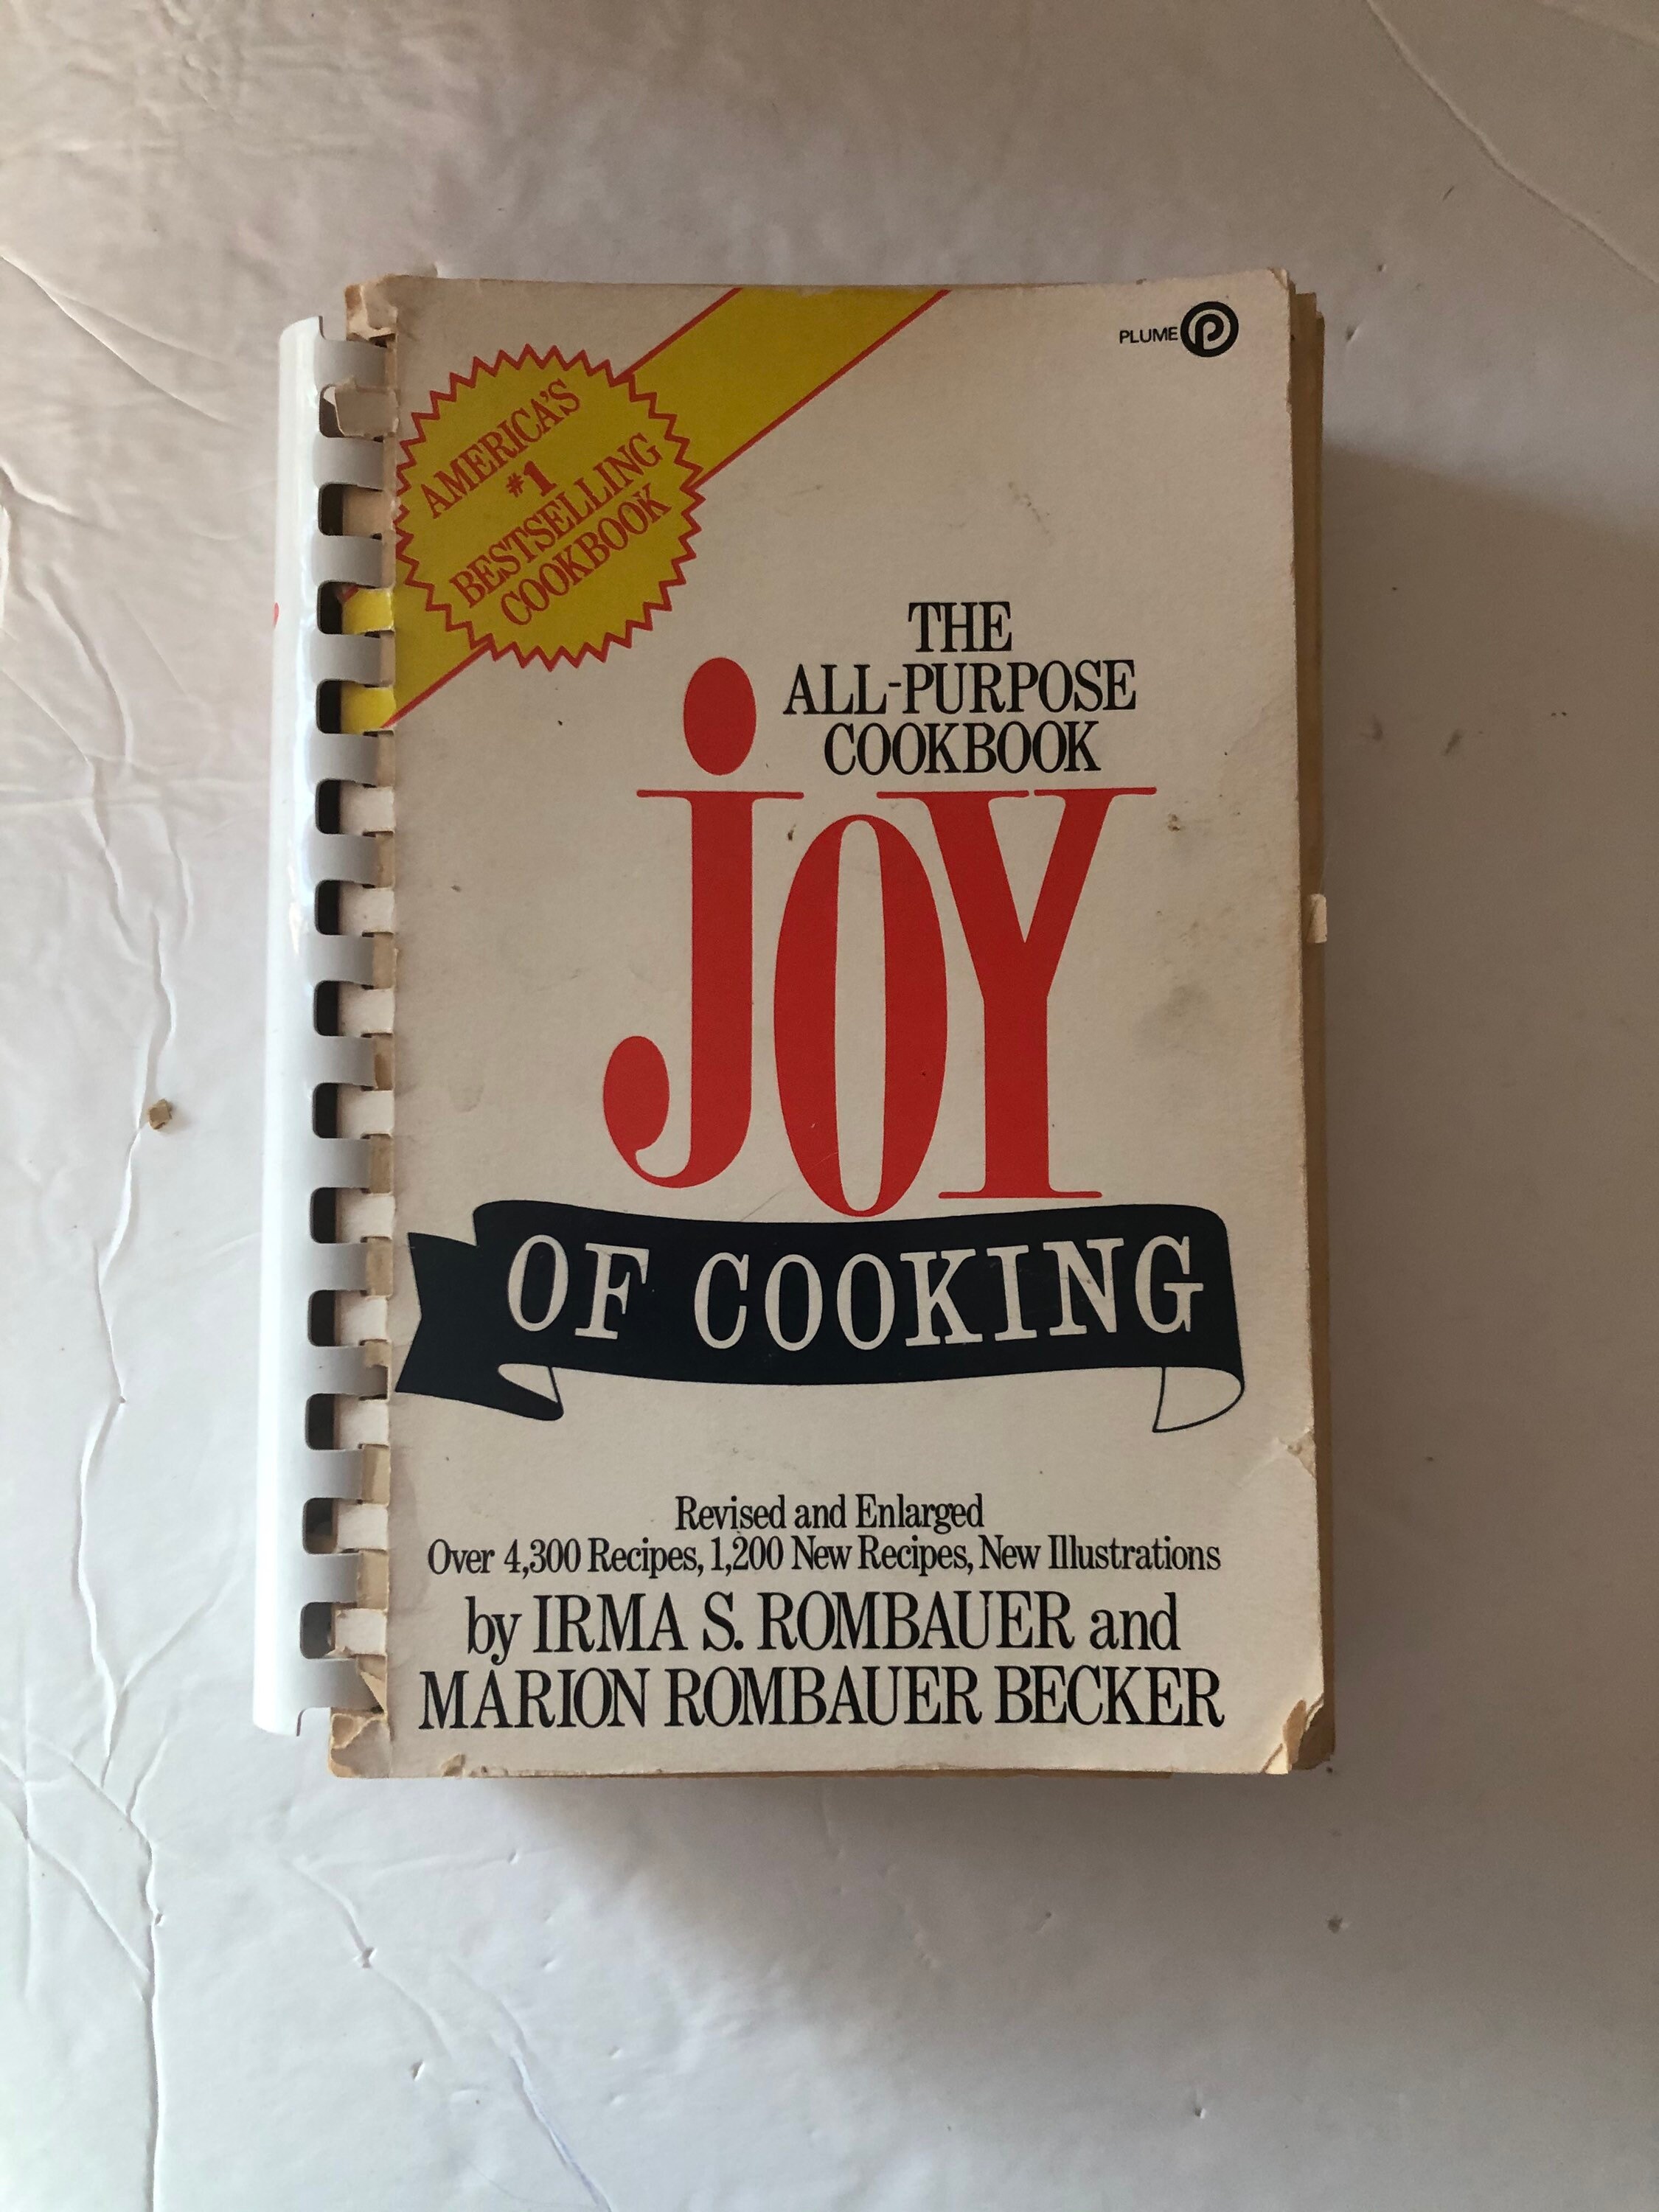 PLUME
AMERICA'S
#1
BESTSELLING
COOKBOOK
THE
ALL-PURPOSE
COOKBOOK
JOY
OF COOKING
Revised and Enlarged
Over 4,300 Recipes, 1,200 New Recipes, New Illustrations
by IRMA S. ROMBAUER and
MARION ROMBAUER BECKER